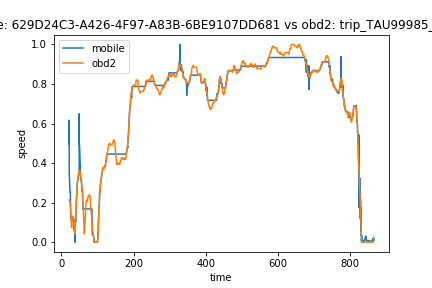 e: 629D24C3-A426-4F97-A83B-6BE9107DD681 vs obd2: trip_TAU99985_
mobile
obd2
speed
1.0
0.8
0.6
0.4
0.2
0.0
0 200 400 600 800
time